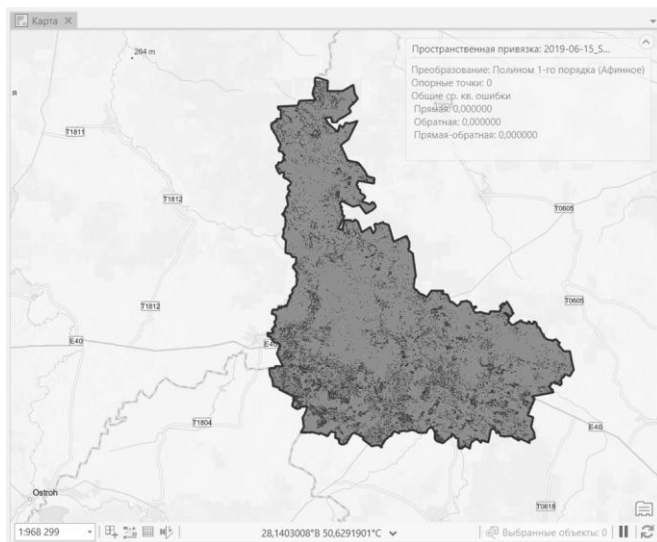 Карта
264 m
Пространственная привязка: 2019-06-15_S...
Преобразование: Полином 1-го порядка (Афинное)
Опорные точки: 0
Общие ср. кв. ошибки
Прямая: 0,000000
Обратная: 0,000000
Прямая-обратная: 0,000000
T1811
T1812
T0605
T1812
T0605
E40
T1804
E40
Ostroh
T0618
1:968 299
28,1403008°В 50,6291901°С
Выбранные объекты: 0